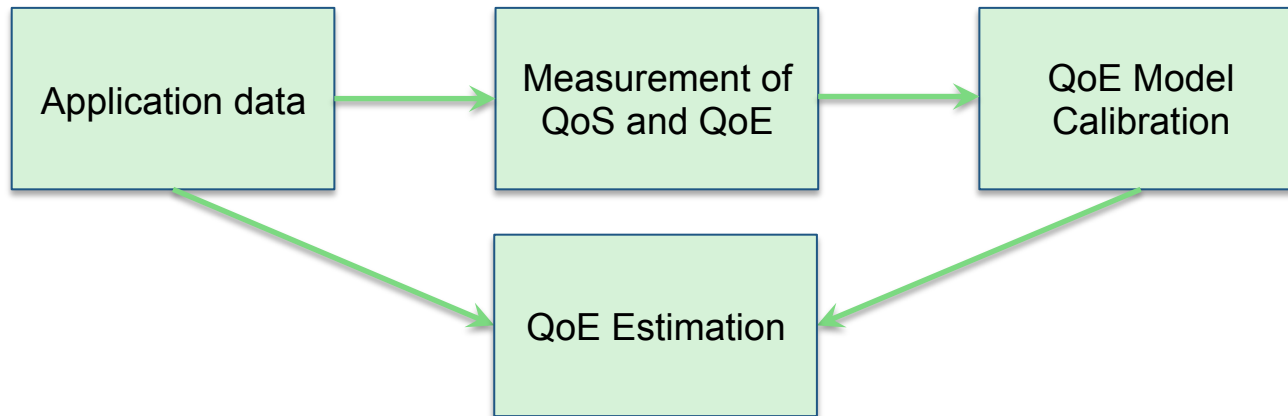 Application data
Measurement of
QoS and QoE
QoE Model
Calibration
QoE Estimation